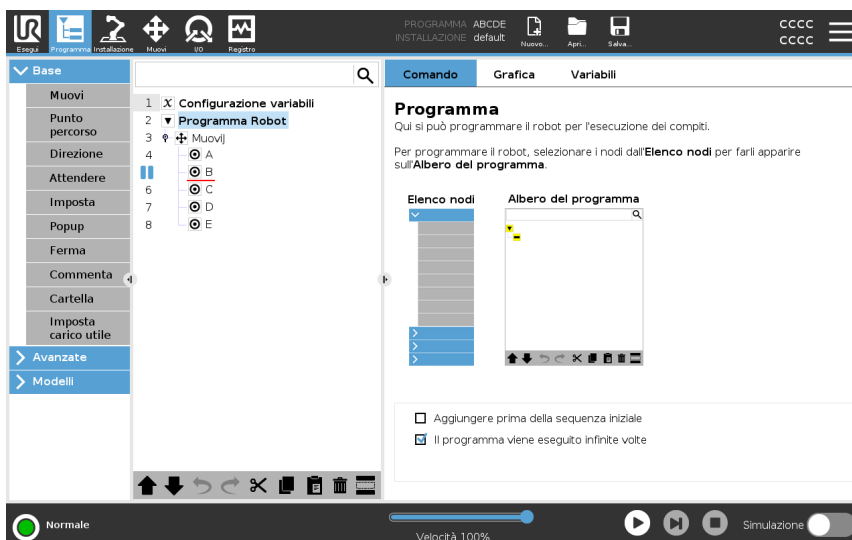 UR
PROGRAMMA ABCDE
INSTALLAZIONE default
CCCC
CCCC
Esegui Programma Installazione Muovi I/O Registro Nuovo... Apri... Salva...
Base
Muovi
Punto
percorso
Direzione
Attendere
Imposta
Popup
Ferma
Commenta
Cartella
Imposta
carico utile
Avanzate
Modelli
1 X Configurazione variabili
2 Programma Robot
3 MuoviJ
4 A
B
6 C
7 D
8 E
Comando Grafica Variabili
Programma
Qui si può programmare il robot per l'esecuzione dei compiti.
Per programmare il robot, selezionare i nodi dall'Elenco nodi per farli apparire
sull'Albero del programma.
Elenco nodi Albero del programma
Aggiungere prima della sequenza iniziale
Il programma viene eseguito infinite volte
Normale
Velocità 100%
Simulazione